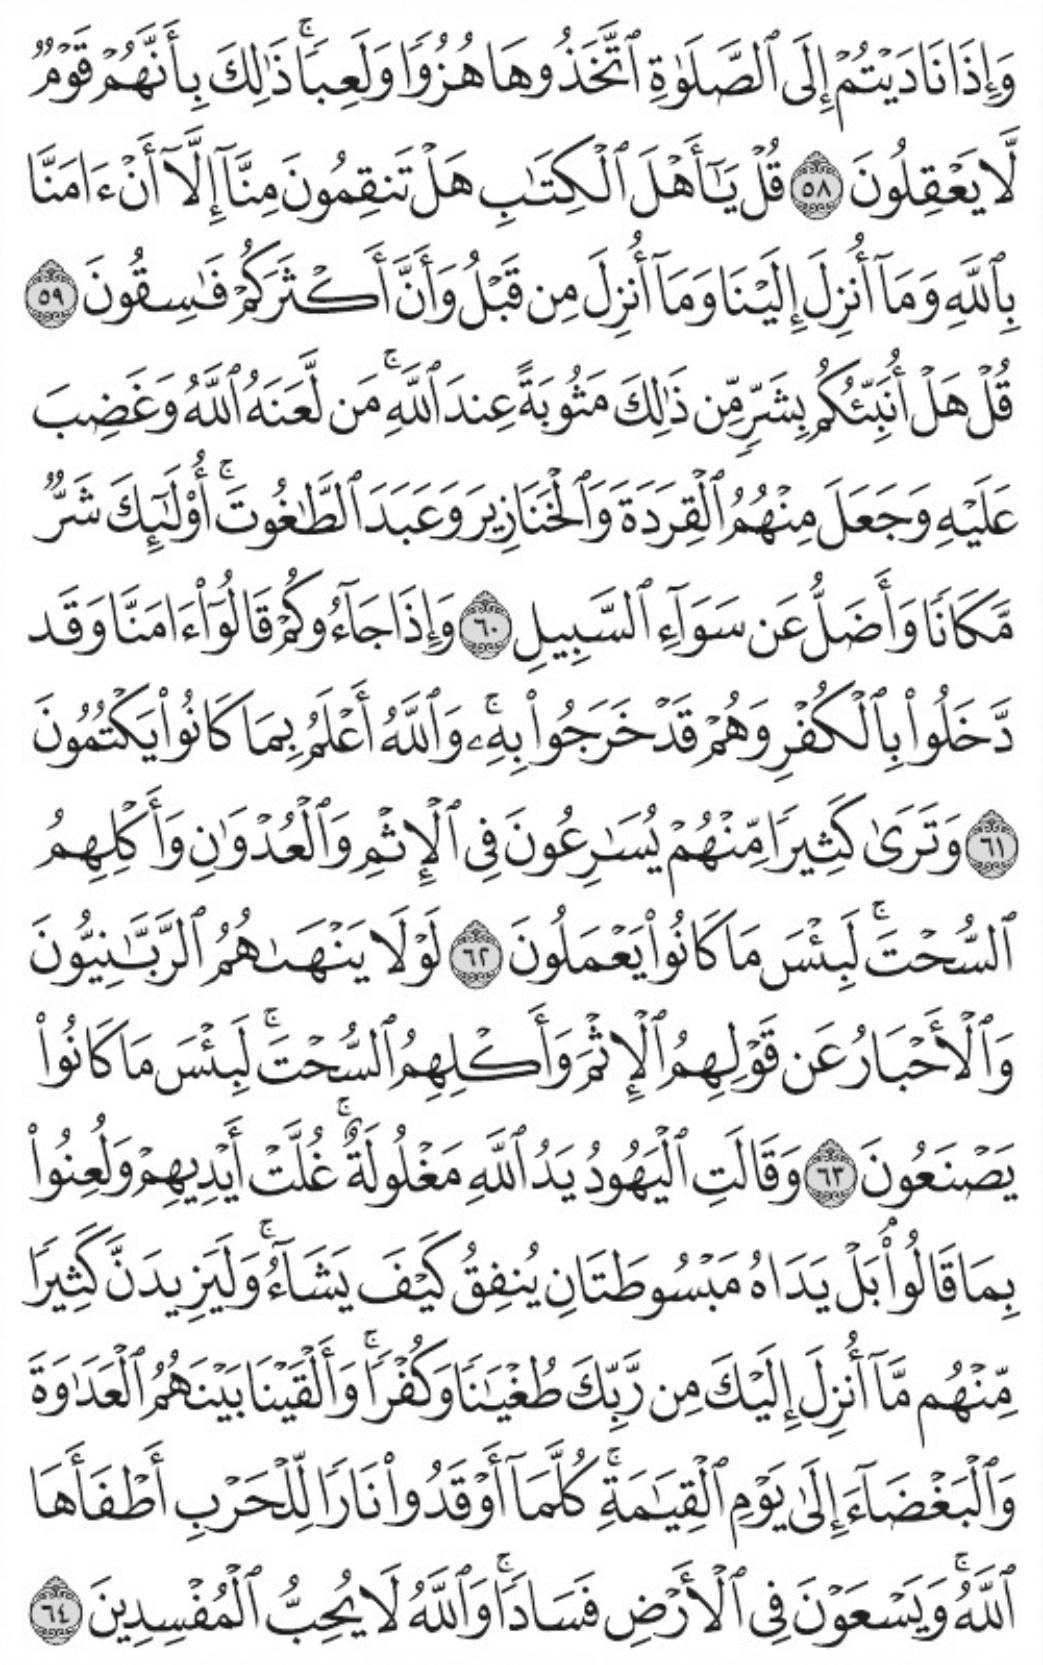 وَإِذَا نَادَيْتُمْ إِلَى ٱلصَّلَوٰةِ ٱتَّخَذُوهَا هُزُوًا وَلَعِبًا ۚ ذَٰلِكَ بِأَنَّهُمْ قَوْمٌ
لَّا يَعْقِلُونَ ٥٨ قُلْ يَـٰٓأَهْلَ ٱلْكِتَـٰبِ هَلْ تَنقِمُونَ مِنَّآ إِلَّآ أَنْ ءَامَنَّا
بِٱللَّهِ وَمَآ أُنزِلَ إِلَيْنَا وَمَآ أُنزِلَ مِن قَبْلُ وَأَنَّ أَكْثَرَكُمْ فَـٰسِقُونَ ٥٩
قُلْ هَلْ أُنَبِّئُكُم بِشَرٍّ مِّن ذَٰلِكَ مَثُوبَةً عِندَ ٱللَّهِ ۚ مَن لَّعَنَهُ ٱللَّهُ وَغَضِبَ
عَلَيْهِ وَجَعَلَ مِنْهُمُ ٱلْقِرَدَةَ وَٱلْخَنَازِيرَ وَعَبَدَ ٱلطَّـٰغُوتَ ۚ أُو۟لَـٰٓئِكَ شَرٌّ
مَّكَانًا وَأَضَلُّ عَن سَوَآءِ ٱلسَّبِيلِ ٦٠ وَإِذَا جَآءُوكُمْ قَالُوٓا۟ ءَامَنَّا وَقَد
دَّخَلُوا۟ بِٱلْكُفْرِ وَهُمْ قَدْ خَرَجُوا۟ بِهِۦ ۚ وَٱللَّهُ أَعْلَمُ بِمَا كَانُوا۟ يَكْتُمُونَ
٦١ وَتَرَىٰ كَثِيرًا مِّنْهُمْ يُسَـٰرِعُونَ فِى ٱلْإِثْمِ وَٱلْعُدْوَٰنِ وَأَكْلِهِمُ
ٱلسُّحْتَ ۚ لَبِئْسَ مَا كَانُوا۟ يَعْمَلُونَ ٦٢ لَوْلَا يَنْهَىٰهُمُ ٱلرَّبَّـٰنِيُّونَ
وَٱلْأَحْبَارُ عَن قَوْلِهِمُ ٱلْإِثْمَ وَأَكْلِهِمُ ٱلسُّحْتَ ۚ لَبِئْسَ مَا كَانُوا۟
يَصْنَعُونَ ٦٣ وَقَالَتِ ٱلْيَهُودُ يَدُ ٱللَّهِ مَغْلُولَةٌ ۚ غُلَّتْ أَيْدِيهِمْ وَلُعِنُوا۟
بِمَا قَالُوا۟ ۘ بَلْ يَدَاهُ مَبْسُوطَتَانِ يُنفِقُ كَيْفَ يَشَآءُ ۚ وَلَيَزِيدَنَّ كَثِيرًا
مِّنْهُم مَّآ أُنزِلَ إِلَيْكَ مِن رَّبِّكَ طُغْيَـٰنًا وَكُفْرًا ۚ وَأَلْقَيْنَا بَيْنَهُمُ ٱلْعَدَٰوَةَ
وَٱلْبَغْضَآءَ إِلَىٰ يَوْمِ ٱلْقِيَـٰمَةِ ۚ كُلَّمَآ أَوْقَدُوا۟ نَارًا لِّلْحَرْبِ أَطْفَأَهَا
ٱللَّهُ ۚ وَيَسْعَوْنَ فِى ٱلْأَرْضِ فَسَادًا ۚ وَٱللَّهُ لَا يُحِبُّ ٱلْمُفْسِدِينَ ٦٤